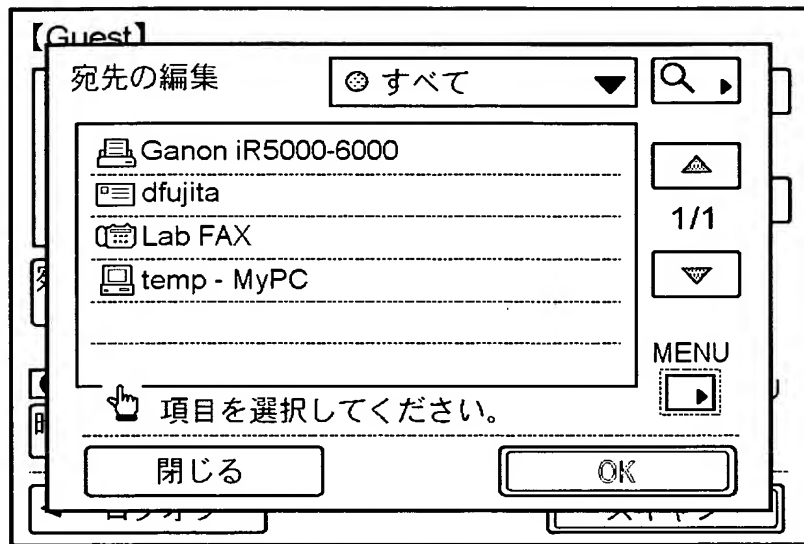 【Guest】
宛先の編集
すべて
Ganon iR5000-6000
dfujita
Lab FAX
temp - MyPC
1/1
MENU
項目を選択してください。
閉じる
OK